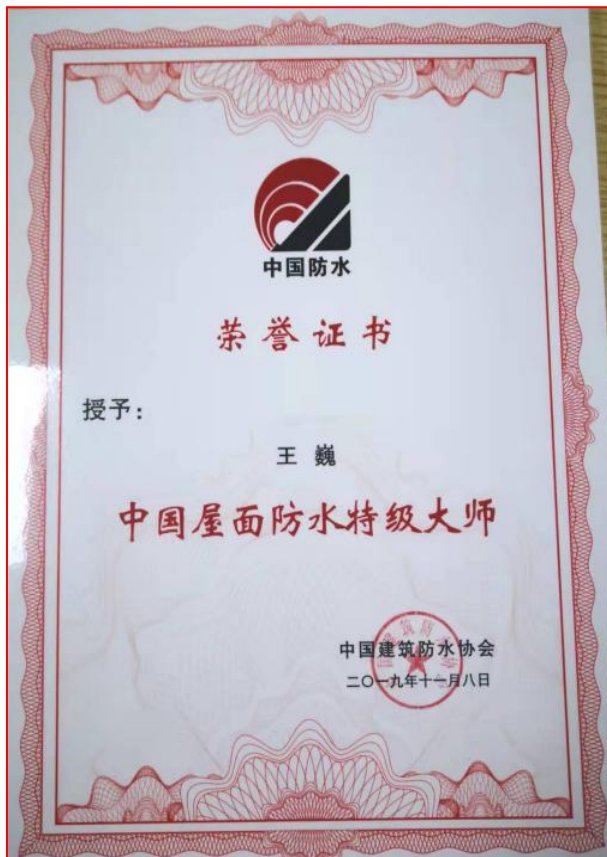 中国防水
荣誉证书
授予：
王 巍
中国屋面防水特级大师
中国建筑防水协会
二〇一九年十一月八日